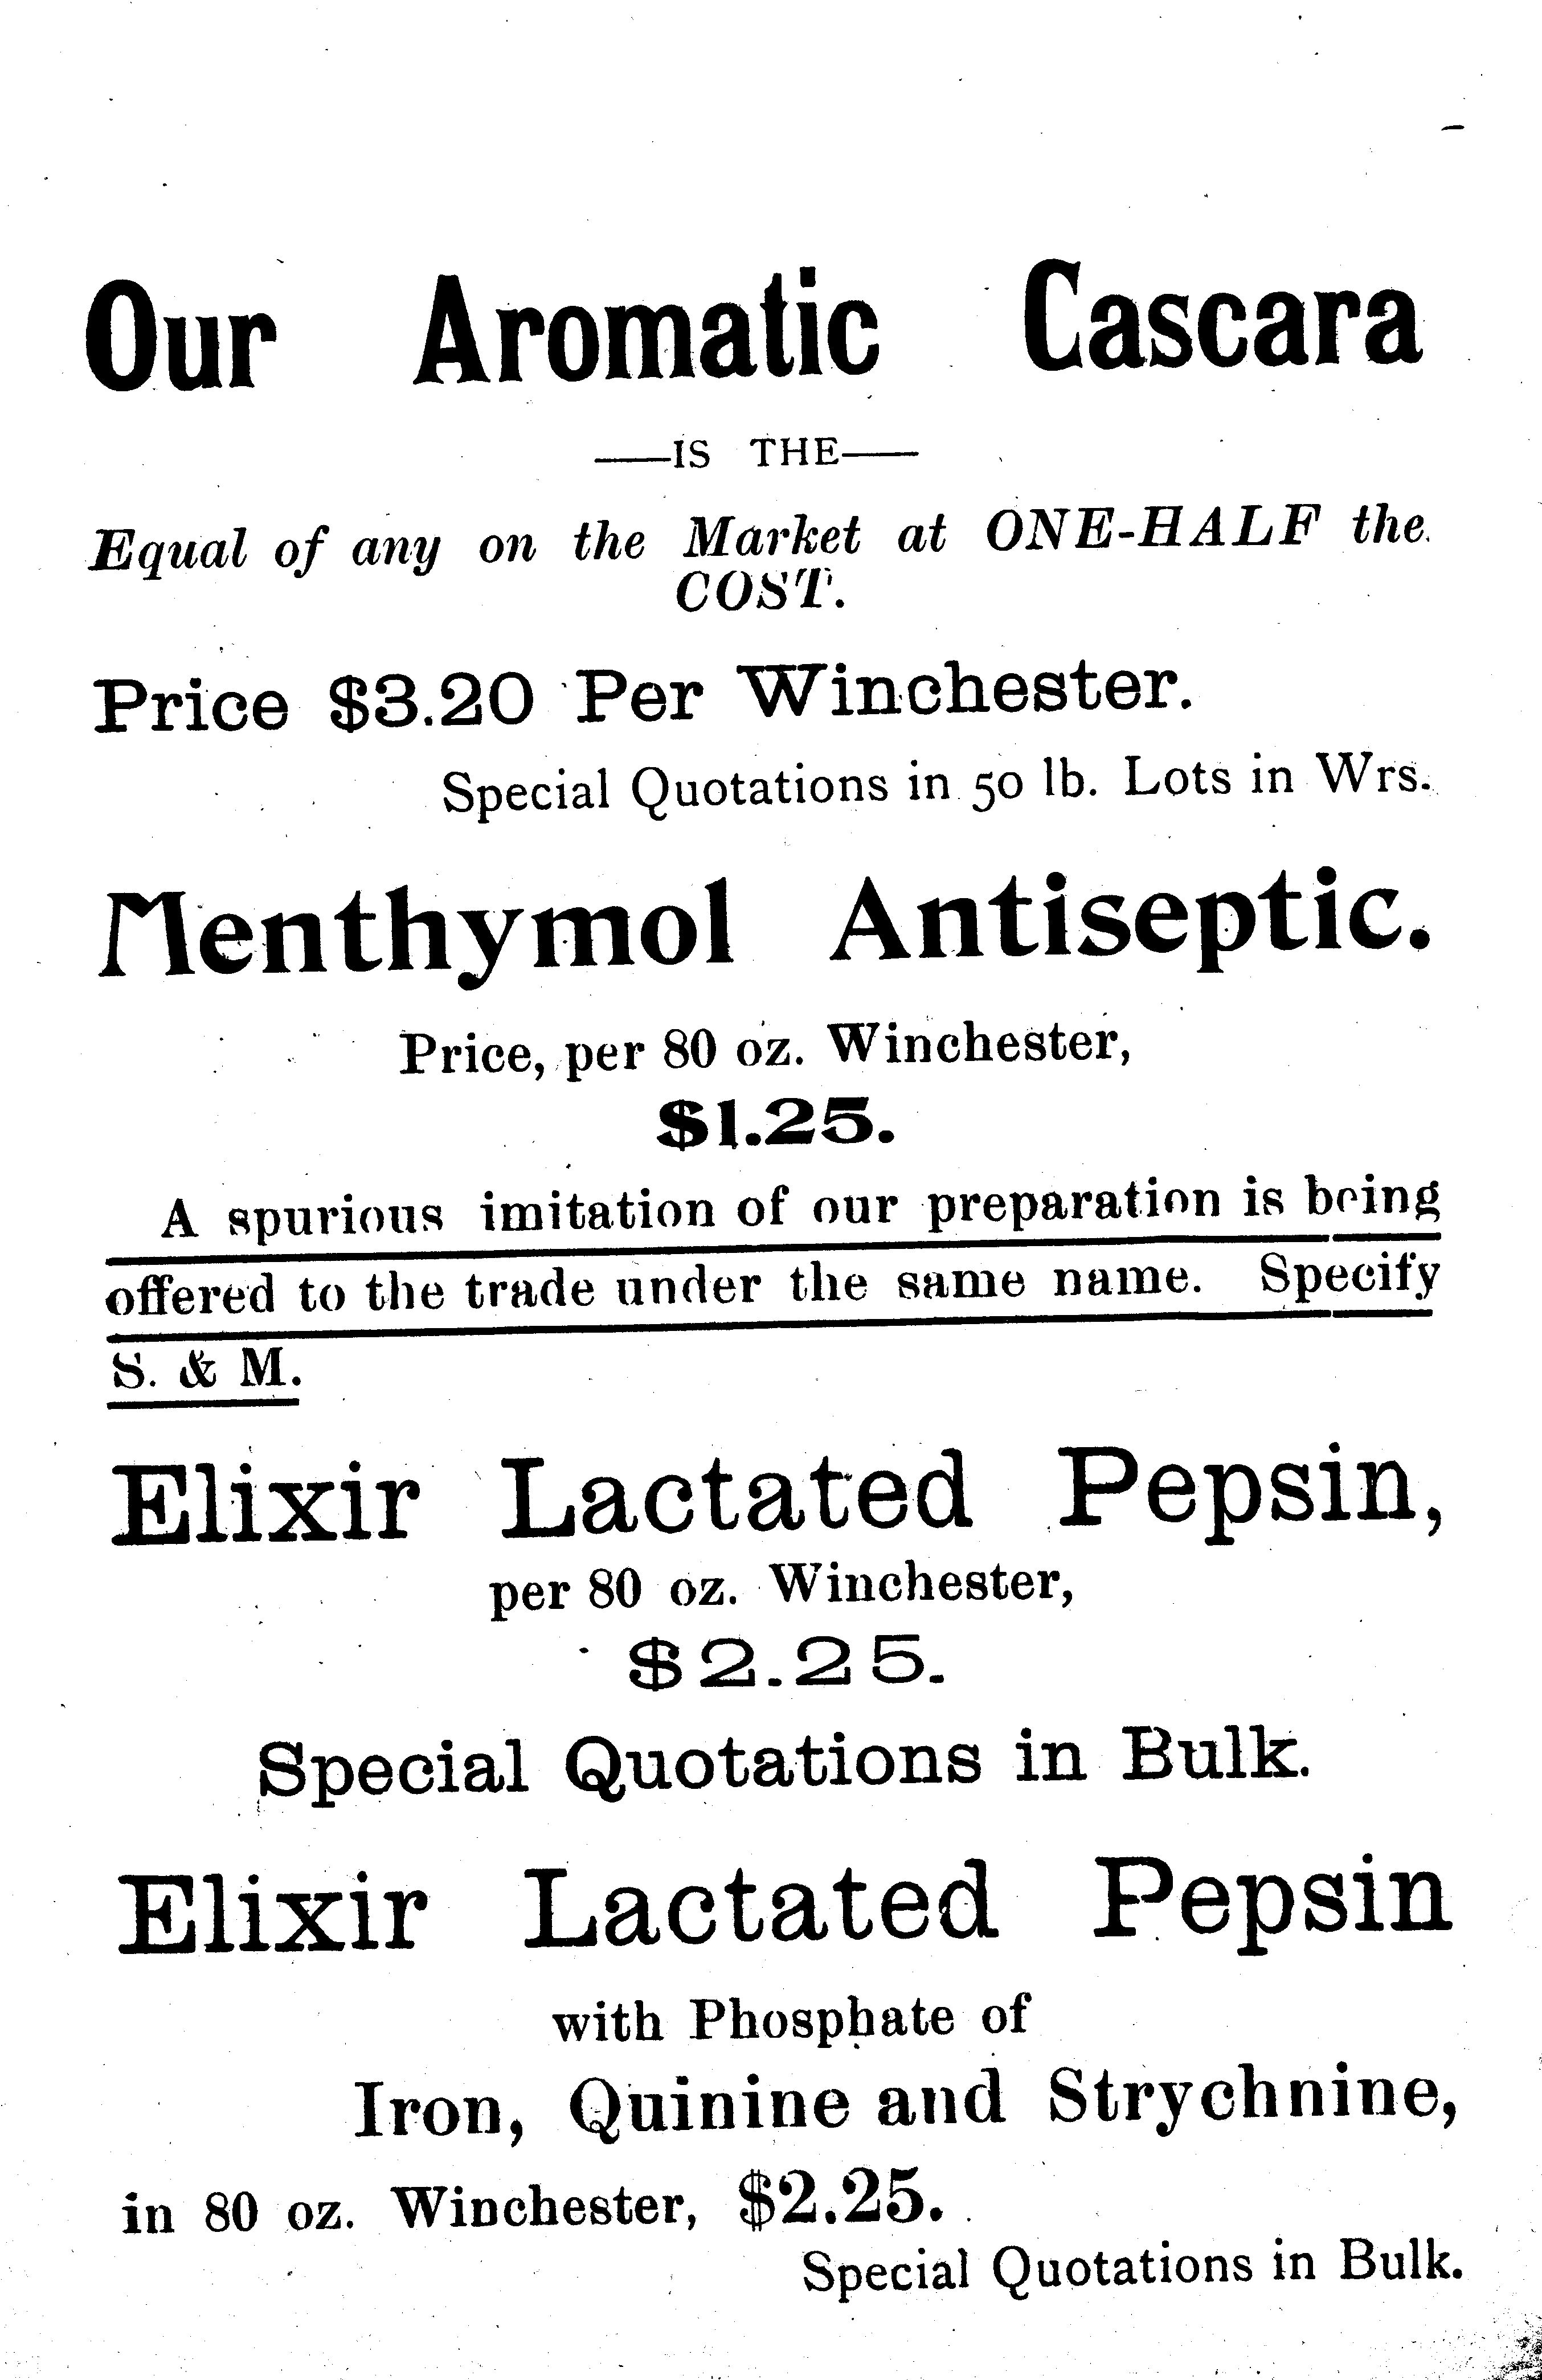 Our Aromatic Cascara
—IS THE—
Equal of any on the Market at ONE-HALF the
COST.
Price $3.20 Per Winchester.
Special Quotations in 50 lb. Lots in Wrs.
Menthymol Antiseptic.
Price, per 80 oz. Winchester,
$1.25.
A spurious imitation of our preparation is being
offered to the trade under the same name. Specify
S. & M.
Elixir Lactated Pepsin,
per 80 oz. Winchester,
$2.25.
Special Quotations in Bulk.
Elixir Lactated Pepsin
with Phosphate of
Iron, Quinine and Strychnine,
in 80 oz. Winchester, $2.25.
Special Quotations in Bulk.